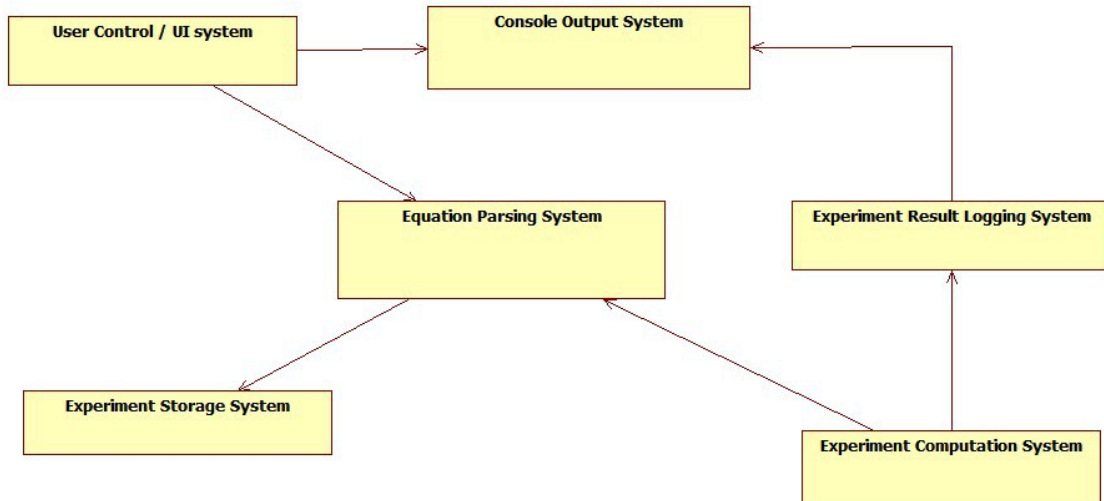 User Control / UI system
Console Output System
Equation Parsing System
Experiment Result Logging System
Experiment Storage System
Experiment Computation System